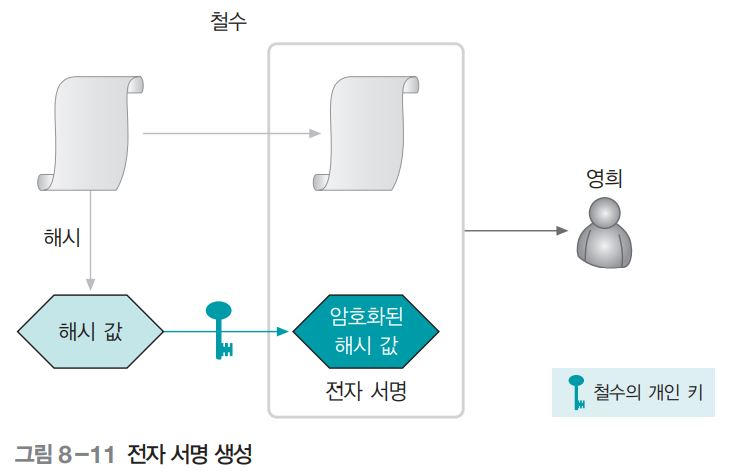 철수
영희
해시
해시 값
암호화된
해시 값
전자 서명
철수의 개인 키
그림 8-11 전자 서명 생성